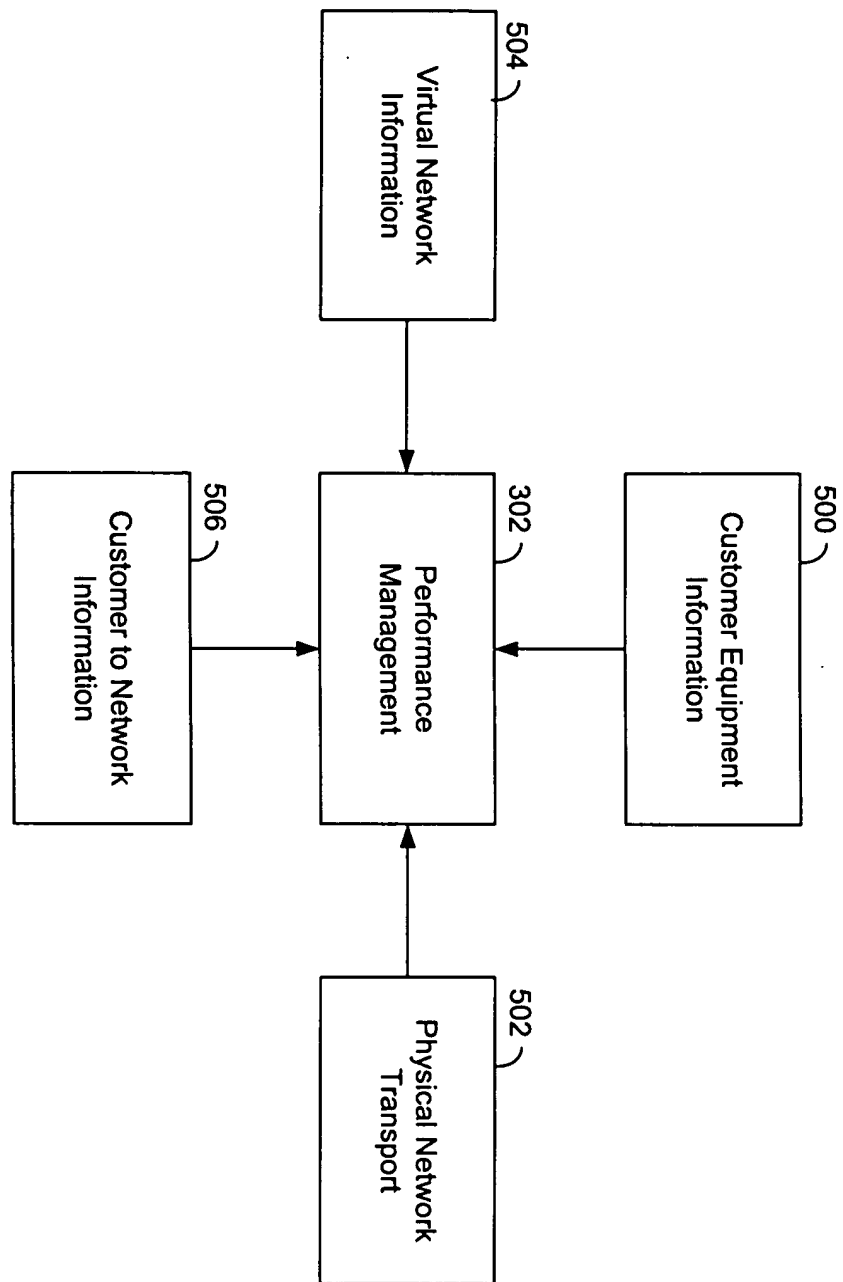 500
Customer Equipment
Information
504
Virtual Network
Information
302
Performance
Management
502
Physical Network
Transport
506
Customer to Network
Information